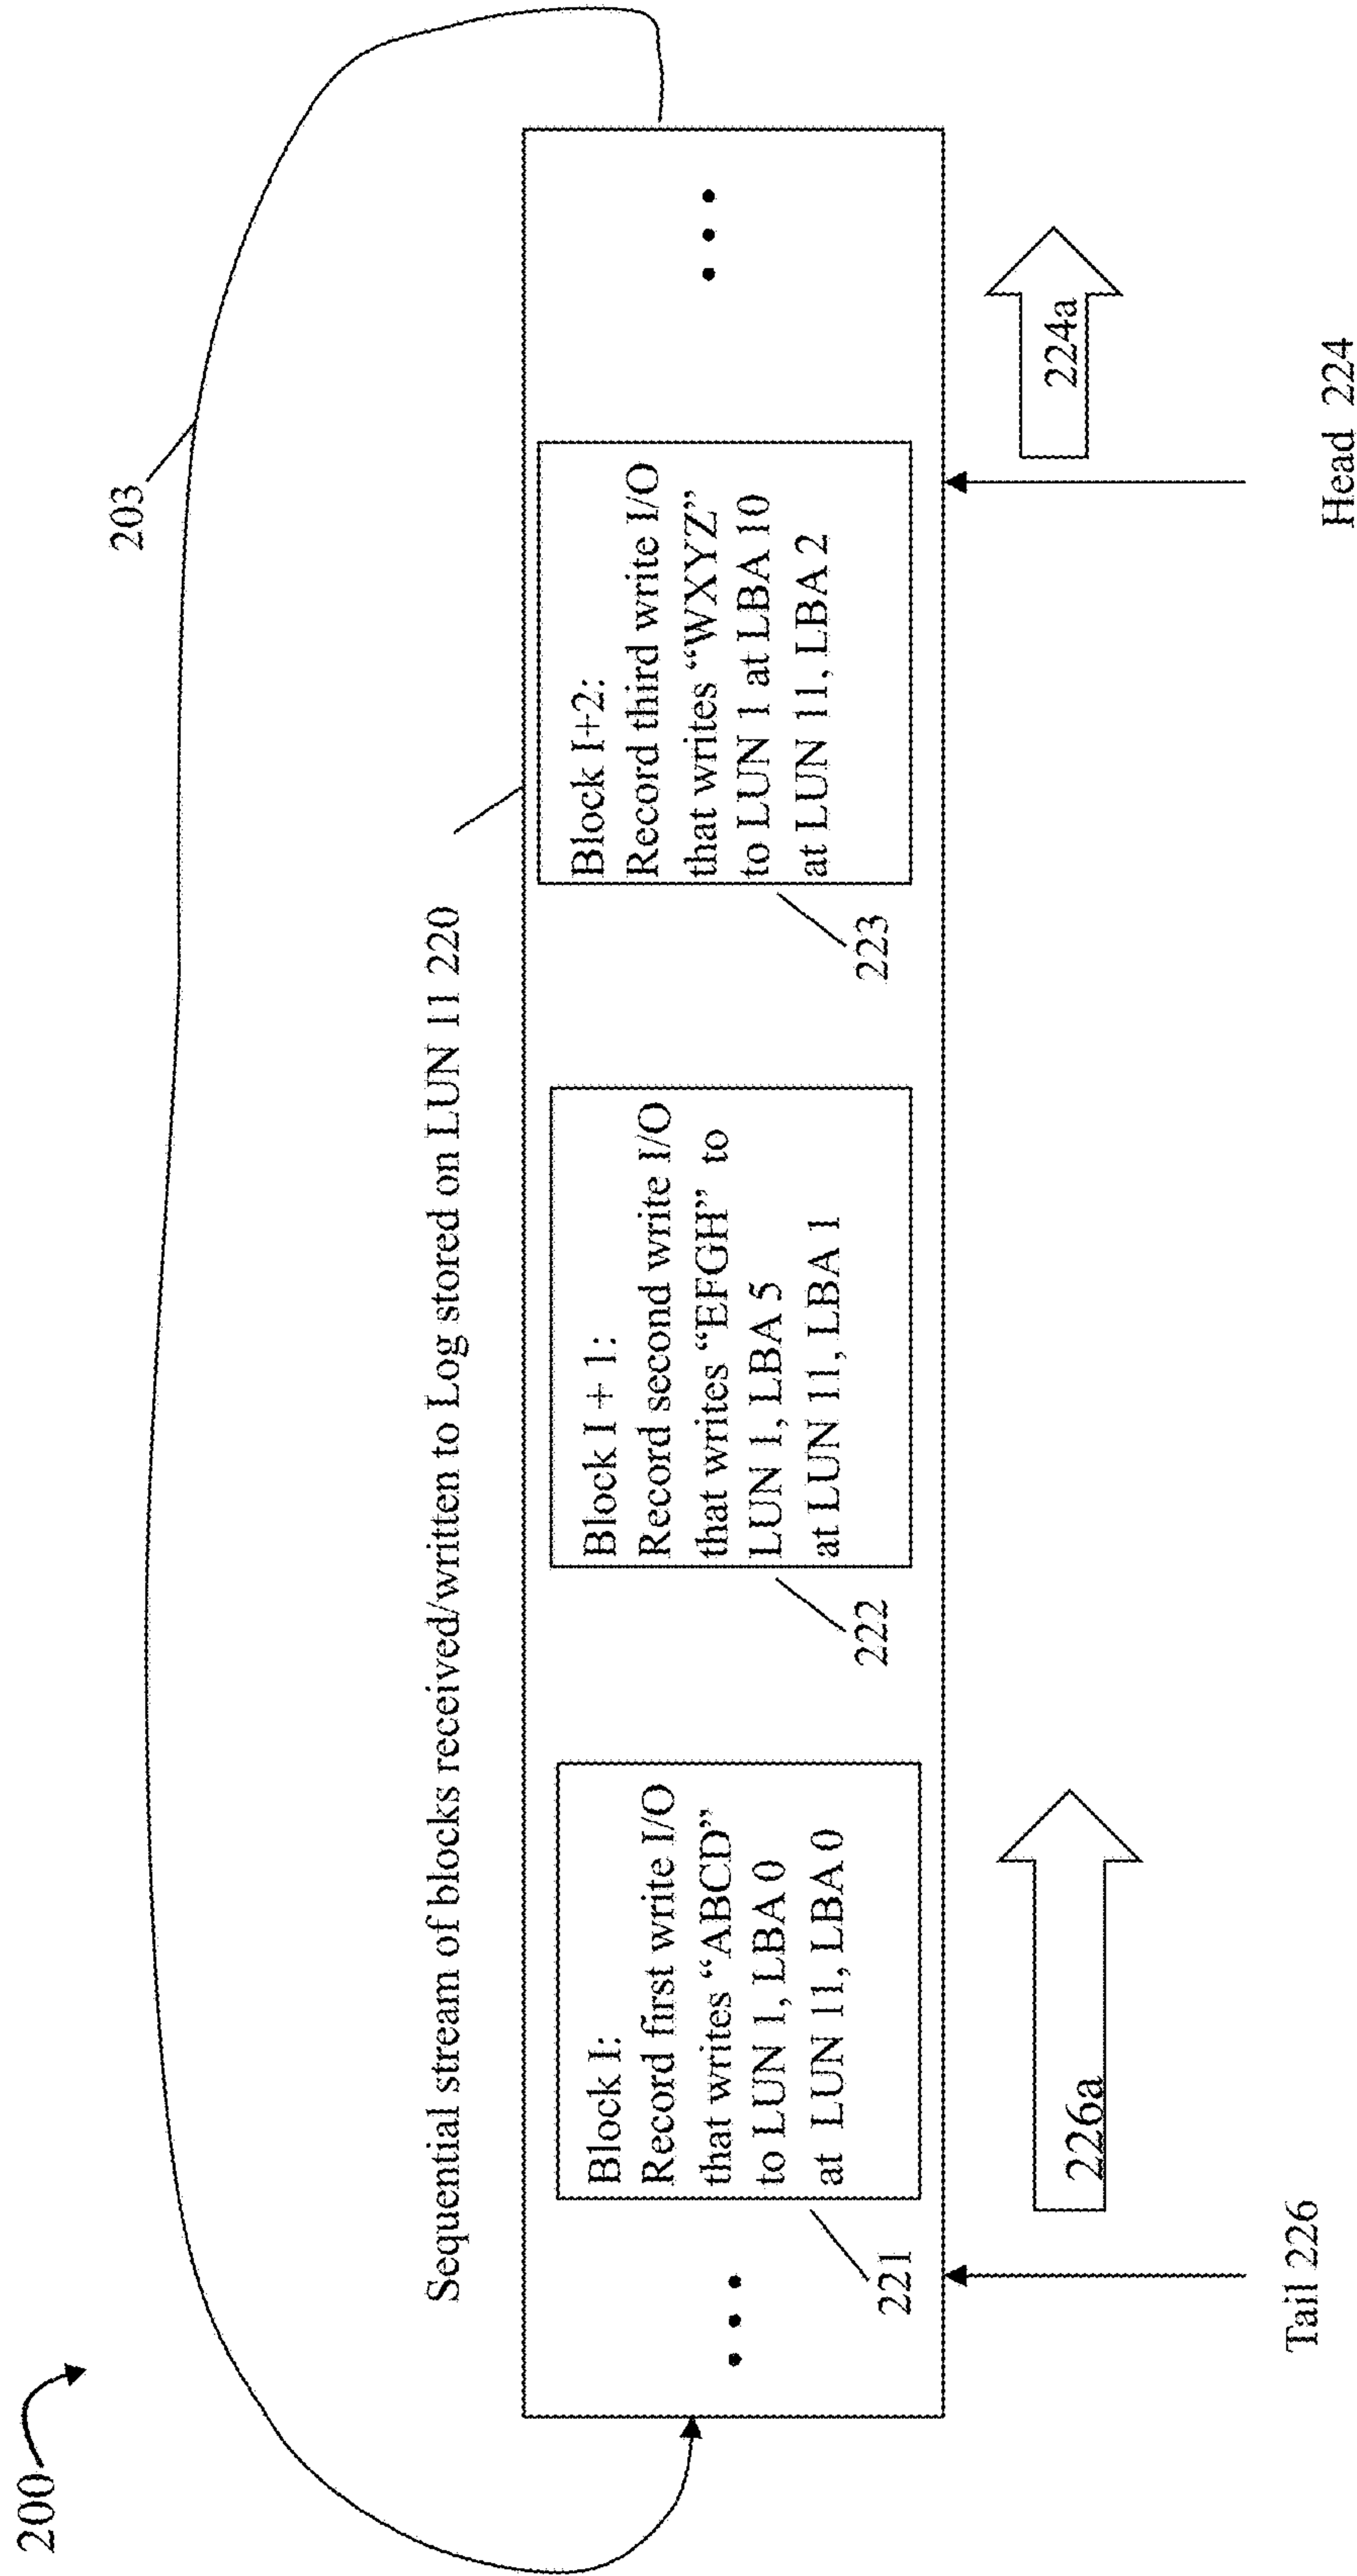 200
203
Sequential stream of blocks received/written to Log stored on LUN 11 220
Block I:
Record first write I/O
that writes “ABCD”
to LUN 1, LBA 0
at LUN 11, LBA 0
221
Block I + 1:
Record second write I/O
that writes “EFGH” to
LUN 1, LBA 5
at LUN 11, LBA 1
222
Block I+2:
Record third write I/O
that writes “WXYZ”
to LUN 1 at LBA 10
at LUN 11, LBA 2
223
226a
224a
Tail 226
Head 224